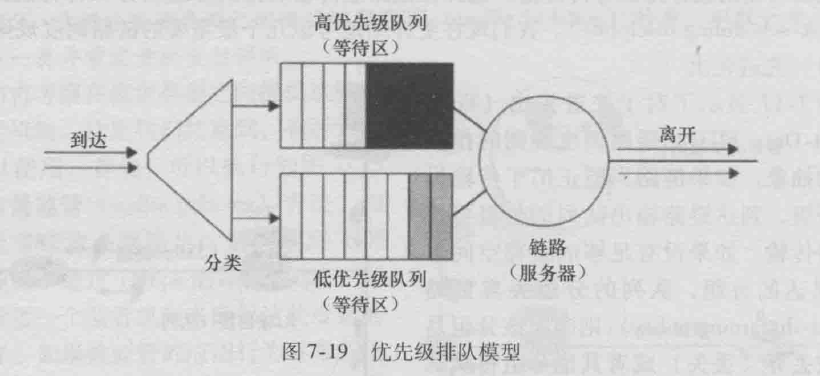 高优先级队列
(等待区)
到达
离开
分类
链路
(服务器)
低优先级队列
(等待区)
图7-19 优先级排队模型